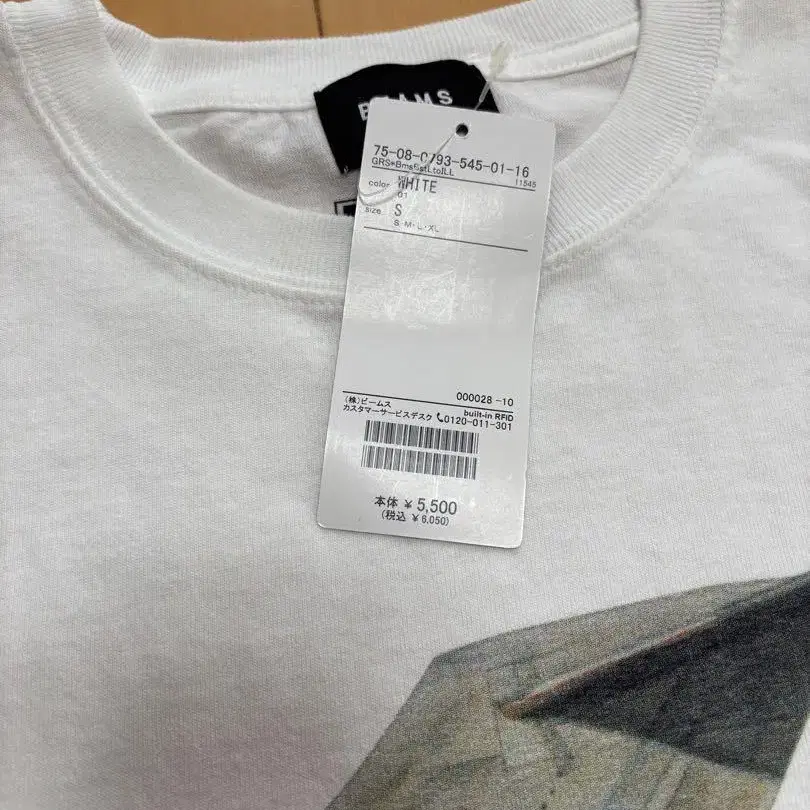 BEAMS
75-08-0793-545-01-16
GRS*BmsBstLtoILL
11545
color WHITE
01
size S
S・M・L・XL
000028 -10
(株)ビームス
built-in RFID
カスタマーサービスデスク 0120-011-301
本体 ¥ 5,500
(税込 ¥ 6,050)